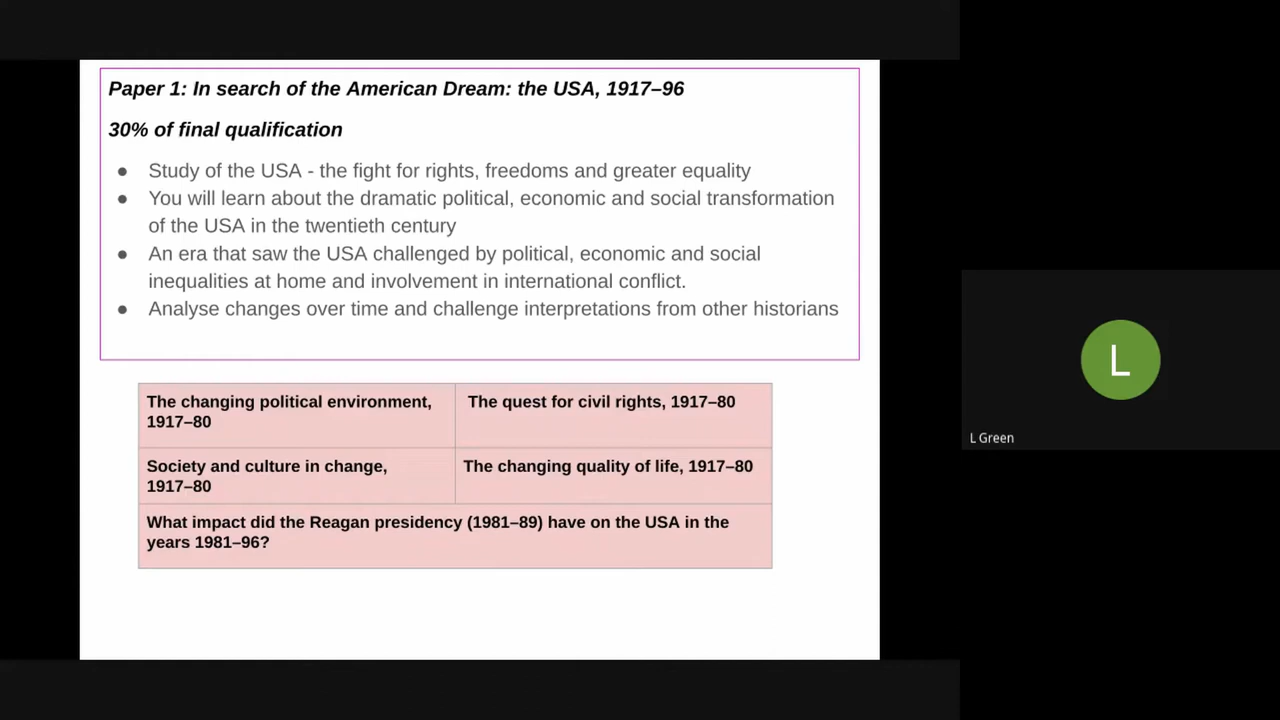 Paper 1: In search of the American Dream: the USA, 1917–96
30% of final qualification
● Study of the USA - the fight for rights, freedoms and greater equality
● You will learn about the dramatic political, economic and social transformation
of the USA in the twentieth century
● An era that saw the USA challenged by political, economic and social
inequalities at home and involvement in international conflict.
● Analyse changes over time and challenge interpretations from other historians
The changing political environment,
1917–80
The quest for civil rights, 1917–80
Society and culture in change,
1917–80
The changing quality of life, 1917–80
What impact did the Reagan presidency (1981–89) have on the USA in the
years 1981–96?
L
L Green